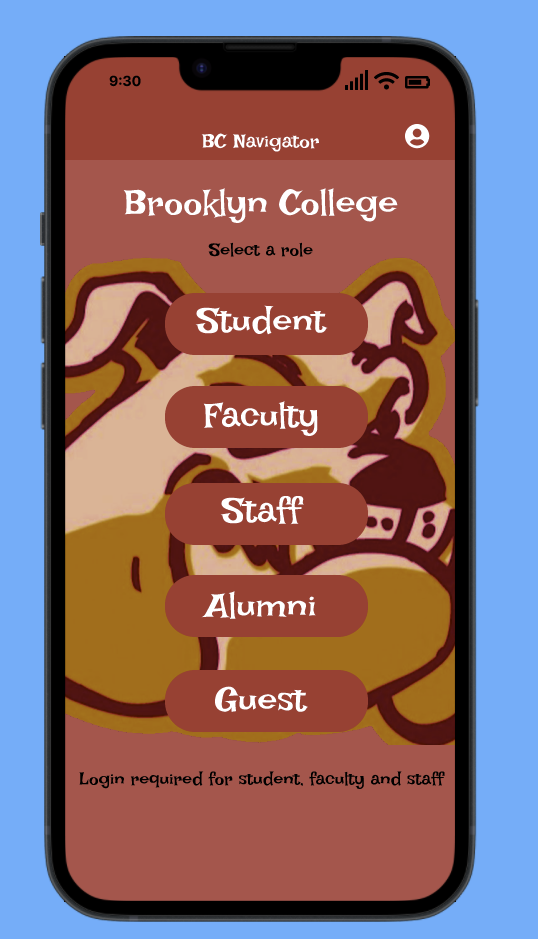 9:30
BC Navigator
Brooklyn College
Select a role
Student
Faculty
Staff
Alumni
Guest
Login required for student, faculty and staff